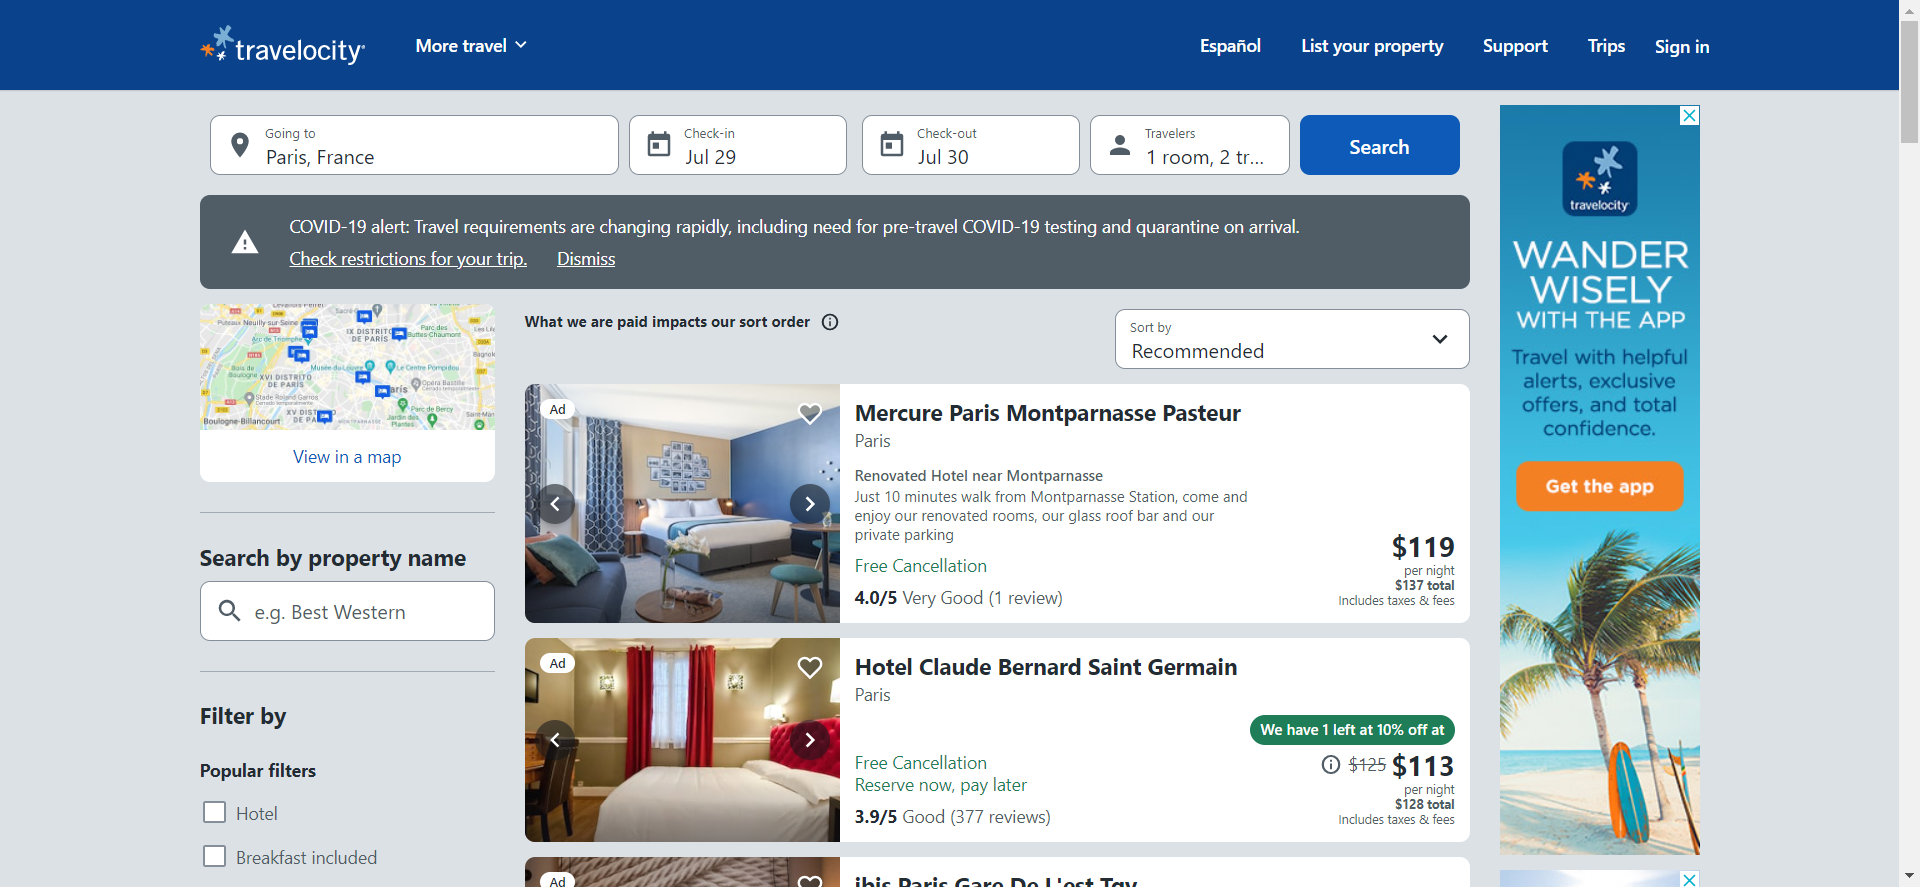 travelocity
More travel
Español
List your property
Support
Trips
Sign in
Going to
Paris, France
Check-in
Jul 29
Check-out
Jul 30
Travelers
1 room, 2 tr...
Search
COVID-19 alert: Travel requirements are changing rapidly, including need for pre-travel COVID-19 testing and quarantine on arrival.
Check restrictions for your trip.
Dismiss
View in a map
What we are paid impacts our sort order
Sort by
Recommended
Search by property name
e.g. Best Western
Filter by
Popular filters
Hotel
Breakfast included
Ad
Mercure Paris Montparnasse Pasteur
Paris
Renovated Hotel near Montparnasse
Just 10 minutes walk from Montparnasse Station, come and
enjoy our renovated rooms, our glass roof bar and our
private parking
Free Cancellation
4.0/5 Very Good (1 review)
$119
per night
$137 total
Includes taxes & fees
Ad
Hotel Claude Bernard Saint Germain
Paris
We have 1 left at 10% off at
Free Cancellation
Reserve now, pay later
3.9/5 Good (377 reviews)
$125 $113
per night
$128 total
Includes taxes & fees
Ad
ibis Paris Gare De L'est Tgv
travelocity
WANDER
WISELY
WITH THE APP
Travel with helpful
alerts, exclusive
offers, and total
confidence.
Get the app